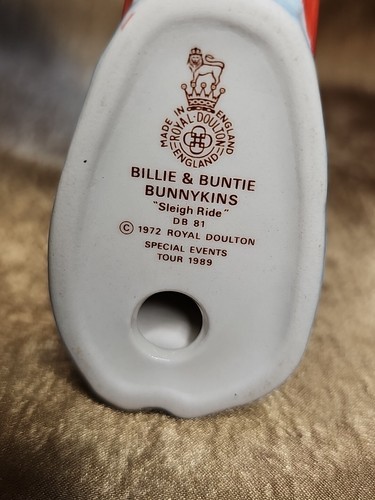 MADE IN ENGLAND
ROYAL·DOULTON
ENGLAND
BILLIE & BUNTIE
BUNNYKINS
"Sleigh Ride"
DB 81
© 1972 ROYAL DOULTON
SPECIAL EVENTS
TOUR 1989